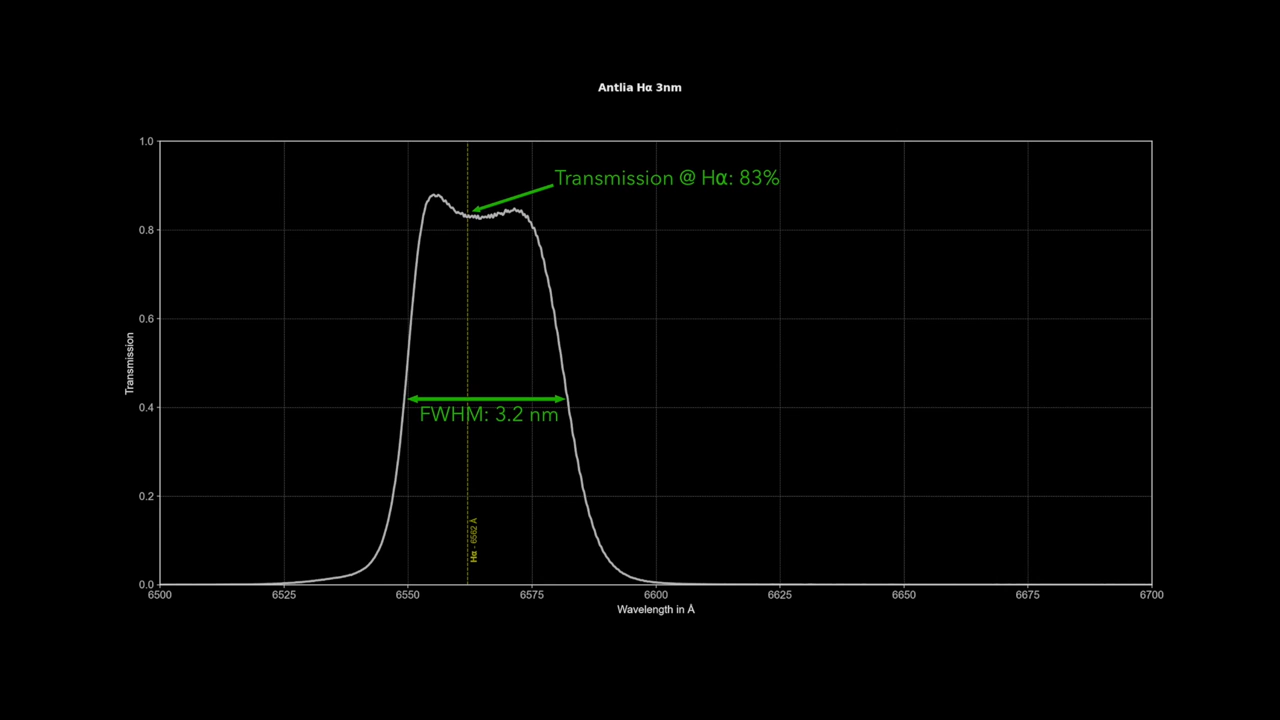 Antlia Hα 3nm
1.0
Transmission @ Hα: 83%
0.8
0.6
Transmission
0.4
FWHM: 3.2 nm
0.2
Hα - 6562 Å
0.0
6500 6525 6550 6575 6600 6625 6650 6675 6700
Wavelength in Å